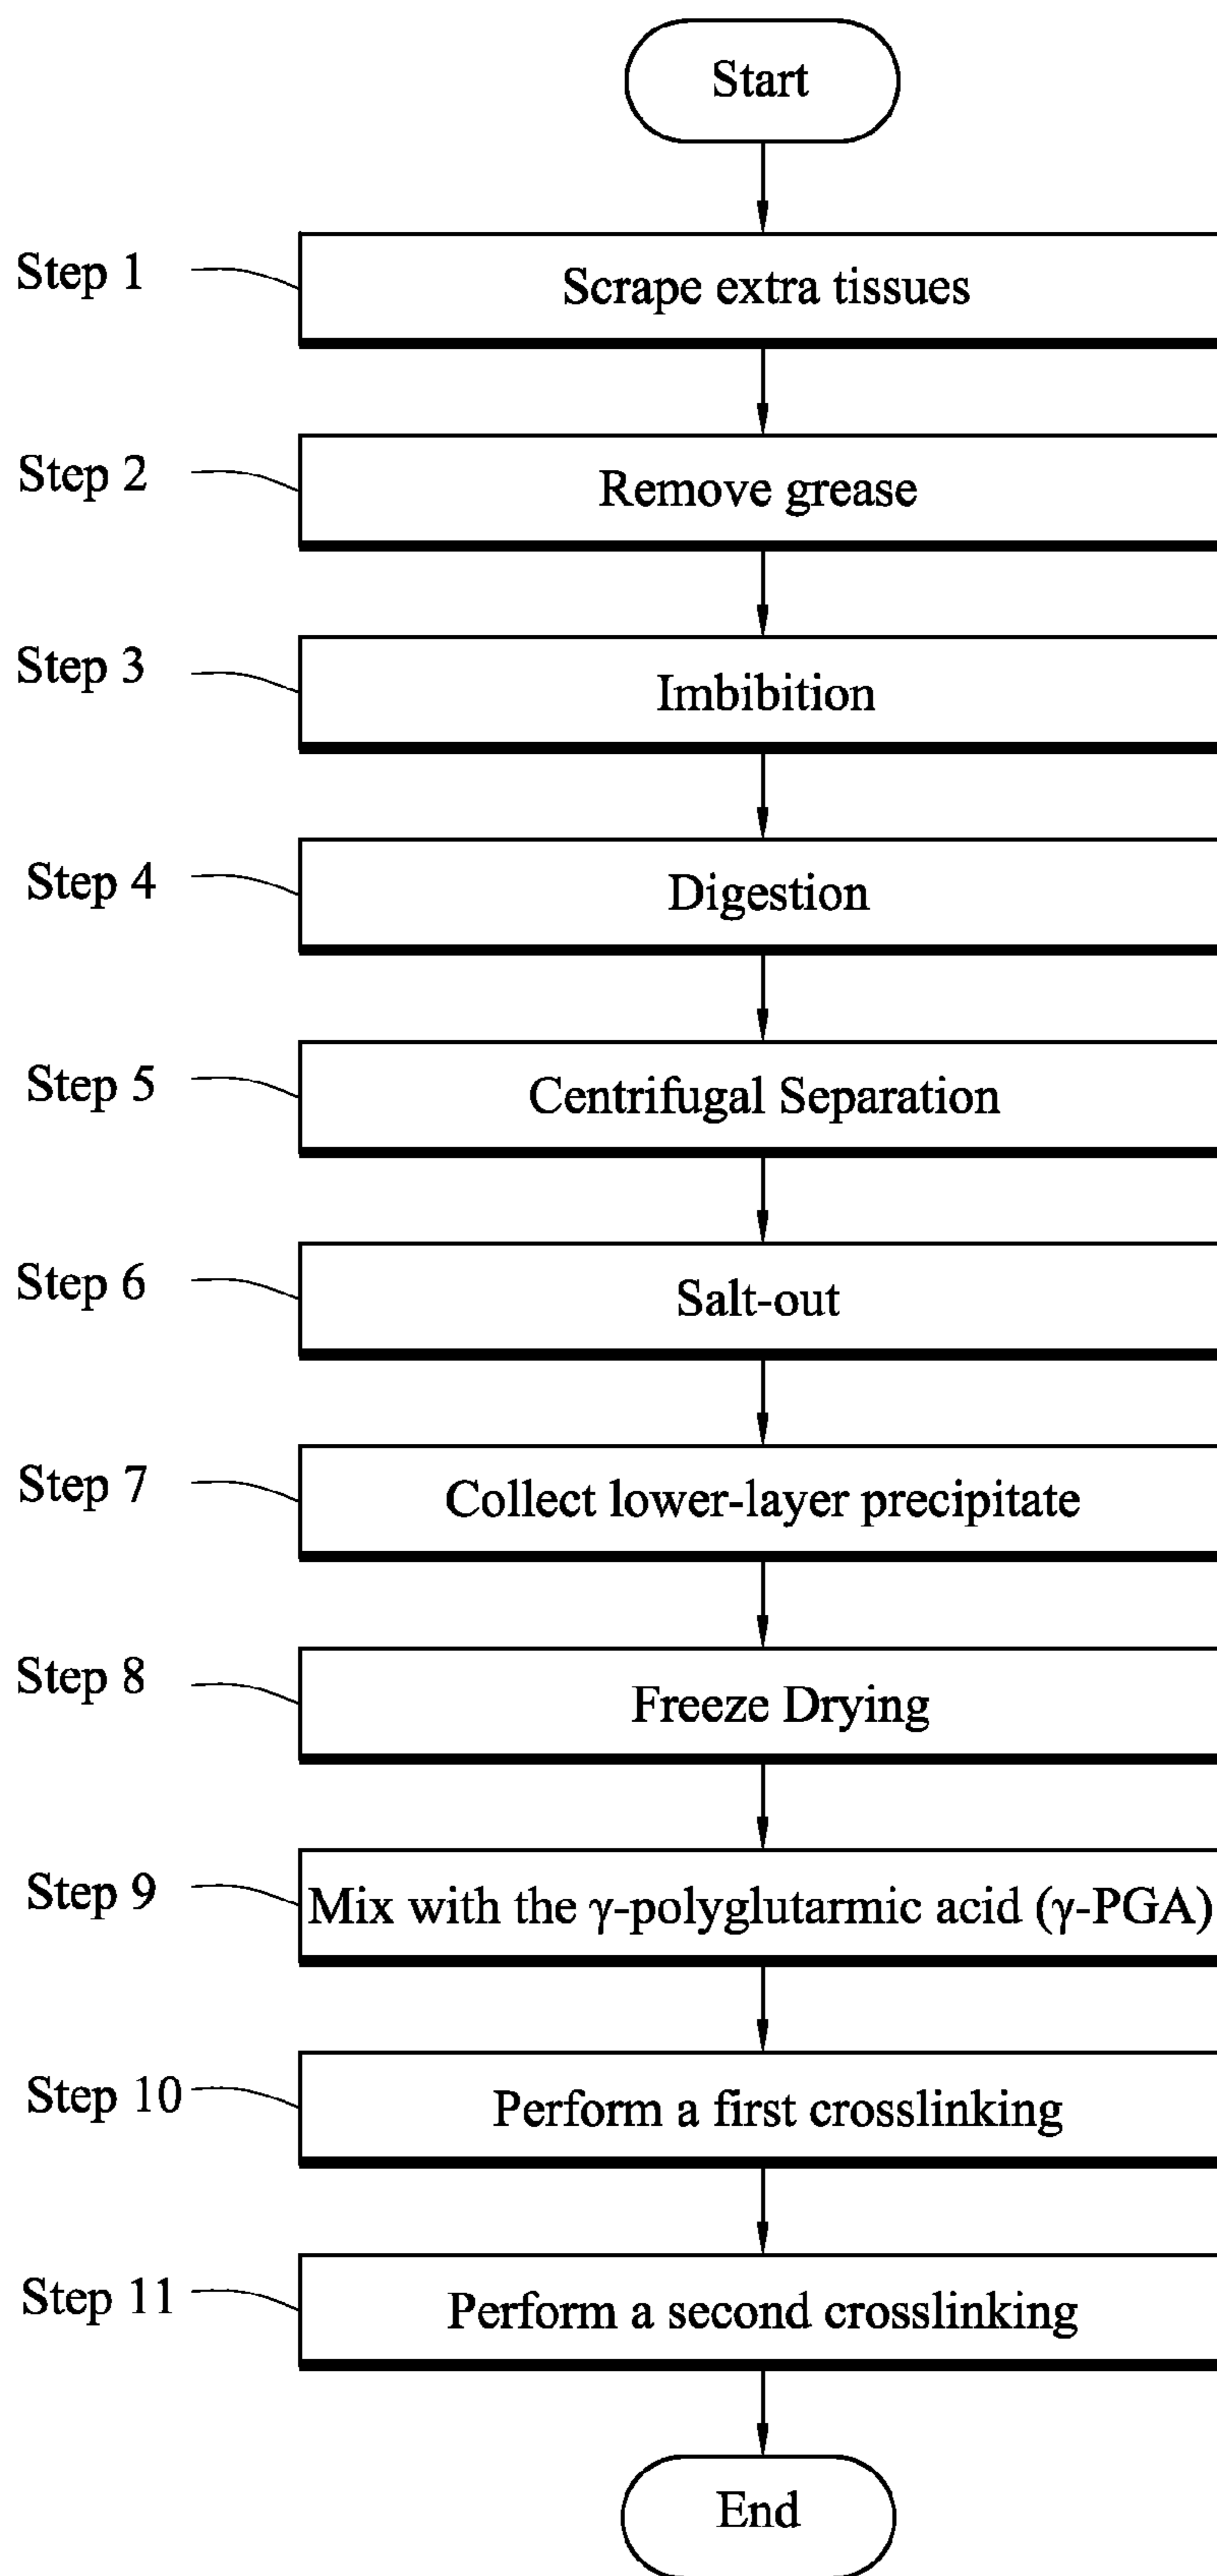 Start
Step 1
Scrape extra tissues
Step 2
Remove grease
Step 3
Imbibition
Step 4
Digestion
Step 5
Centrifugal Separation
Step 6
Salt-out
Step 7
Collect lower-layer precipitate
Step 8
Freeze Drying
Step 9
Mix with the γ-polyglutarmic acid (γ-PGA)
Step 10
Perform a first crosslinking
Step 11
Perform a second crosslinking
End